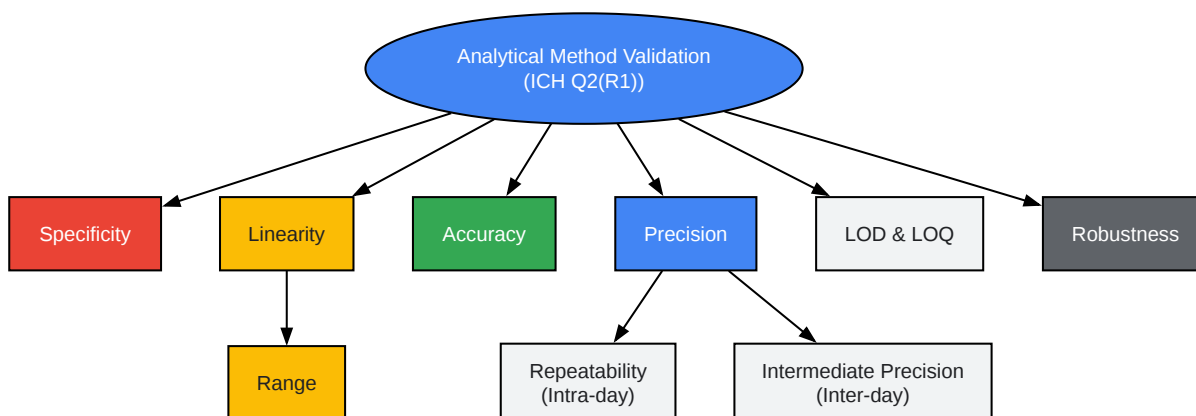 Analytical Method Validation
(ICH Q2(R1))
Specificity
Linearity
Accuracy
Precision
LOD & LOQ
Robustness
Range
Repeatability
(Intra-day)
Intermediate Precision
(Inter-day)